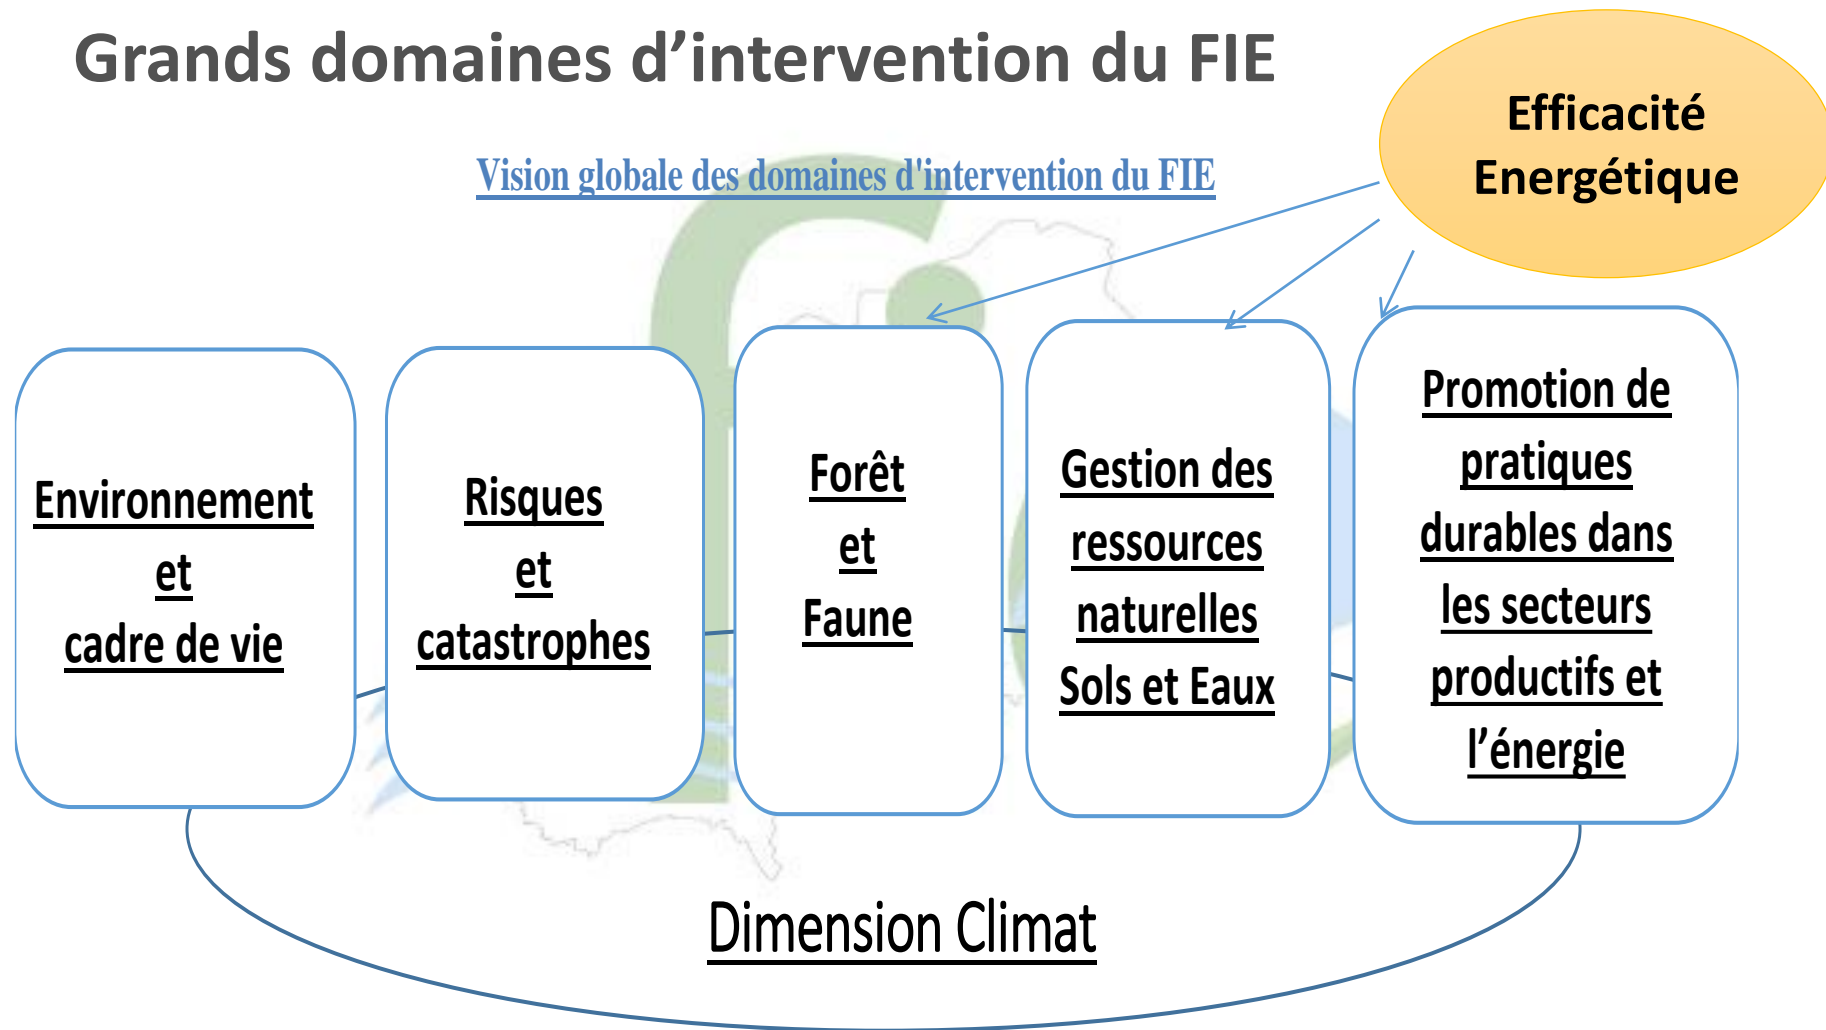 Grands domaines d’intervention du FIE
Efficacité
Energétique
Vision globale des domaines d'intervention du FIE
Environnement
et
cadre de vie
Risques
et
catastrophes
Forêt
et
Faune
Gestion des
ressources
naturelles
Sols et Eaux
Promotion de
pratiques
durables dans
les secteurs
productifs et
l’énergie
Dimension Climat